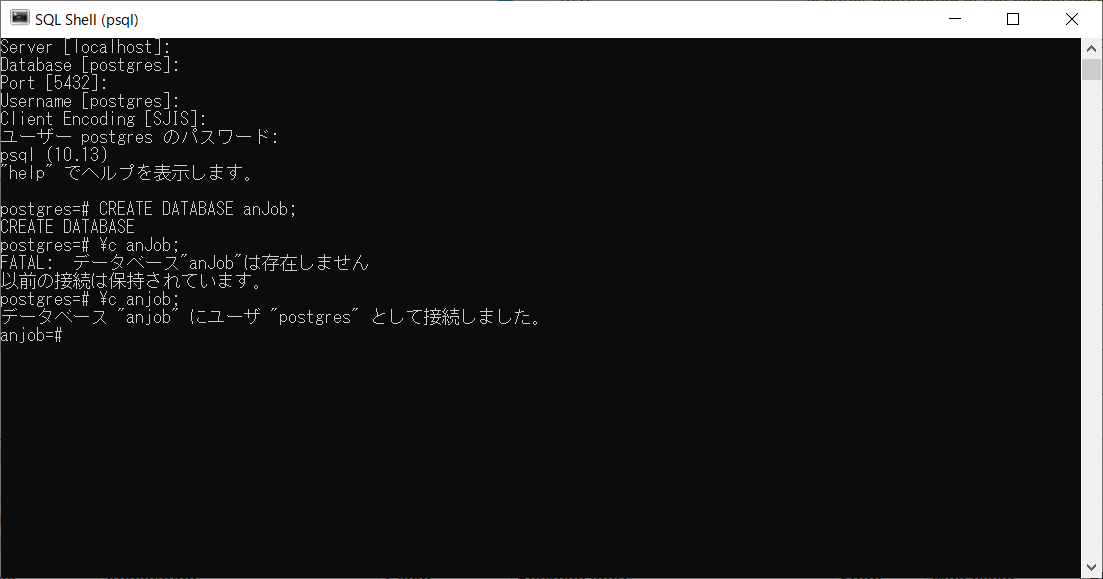 SQL Shell (psql)
Server [localhost]:
Database [postgres]:
Port [5432]:
Username [postgres]:
Client Encoding [SJIS]:
ユーザー postgres のパスワード:
psql (10.13)
"help" でヘルプを表示します。
postgres=# CREATE DATABASE anJob;
CREATE DATABASE
postgres=# ¥c anJob;
FATAL:  データベース"anJob"は存在しません
以前の接続は保持されています。
postgres=# ¥c anjob;
データベース "anjob" にユーザ "postgres" として接続しました。
anjob=#